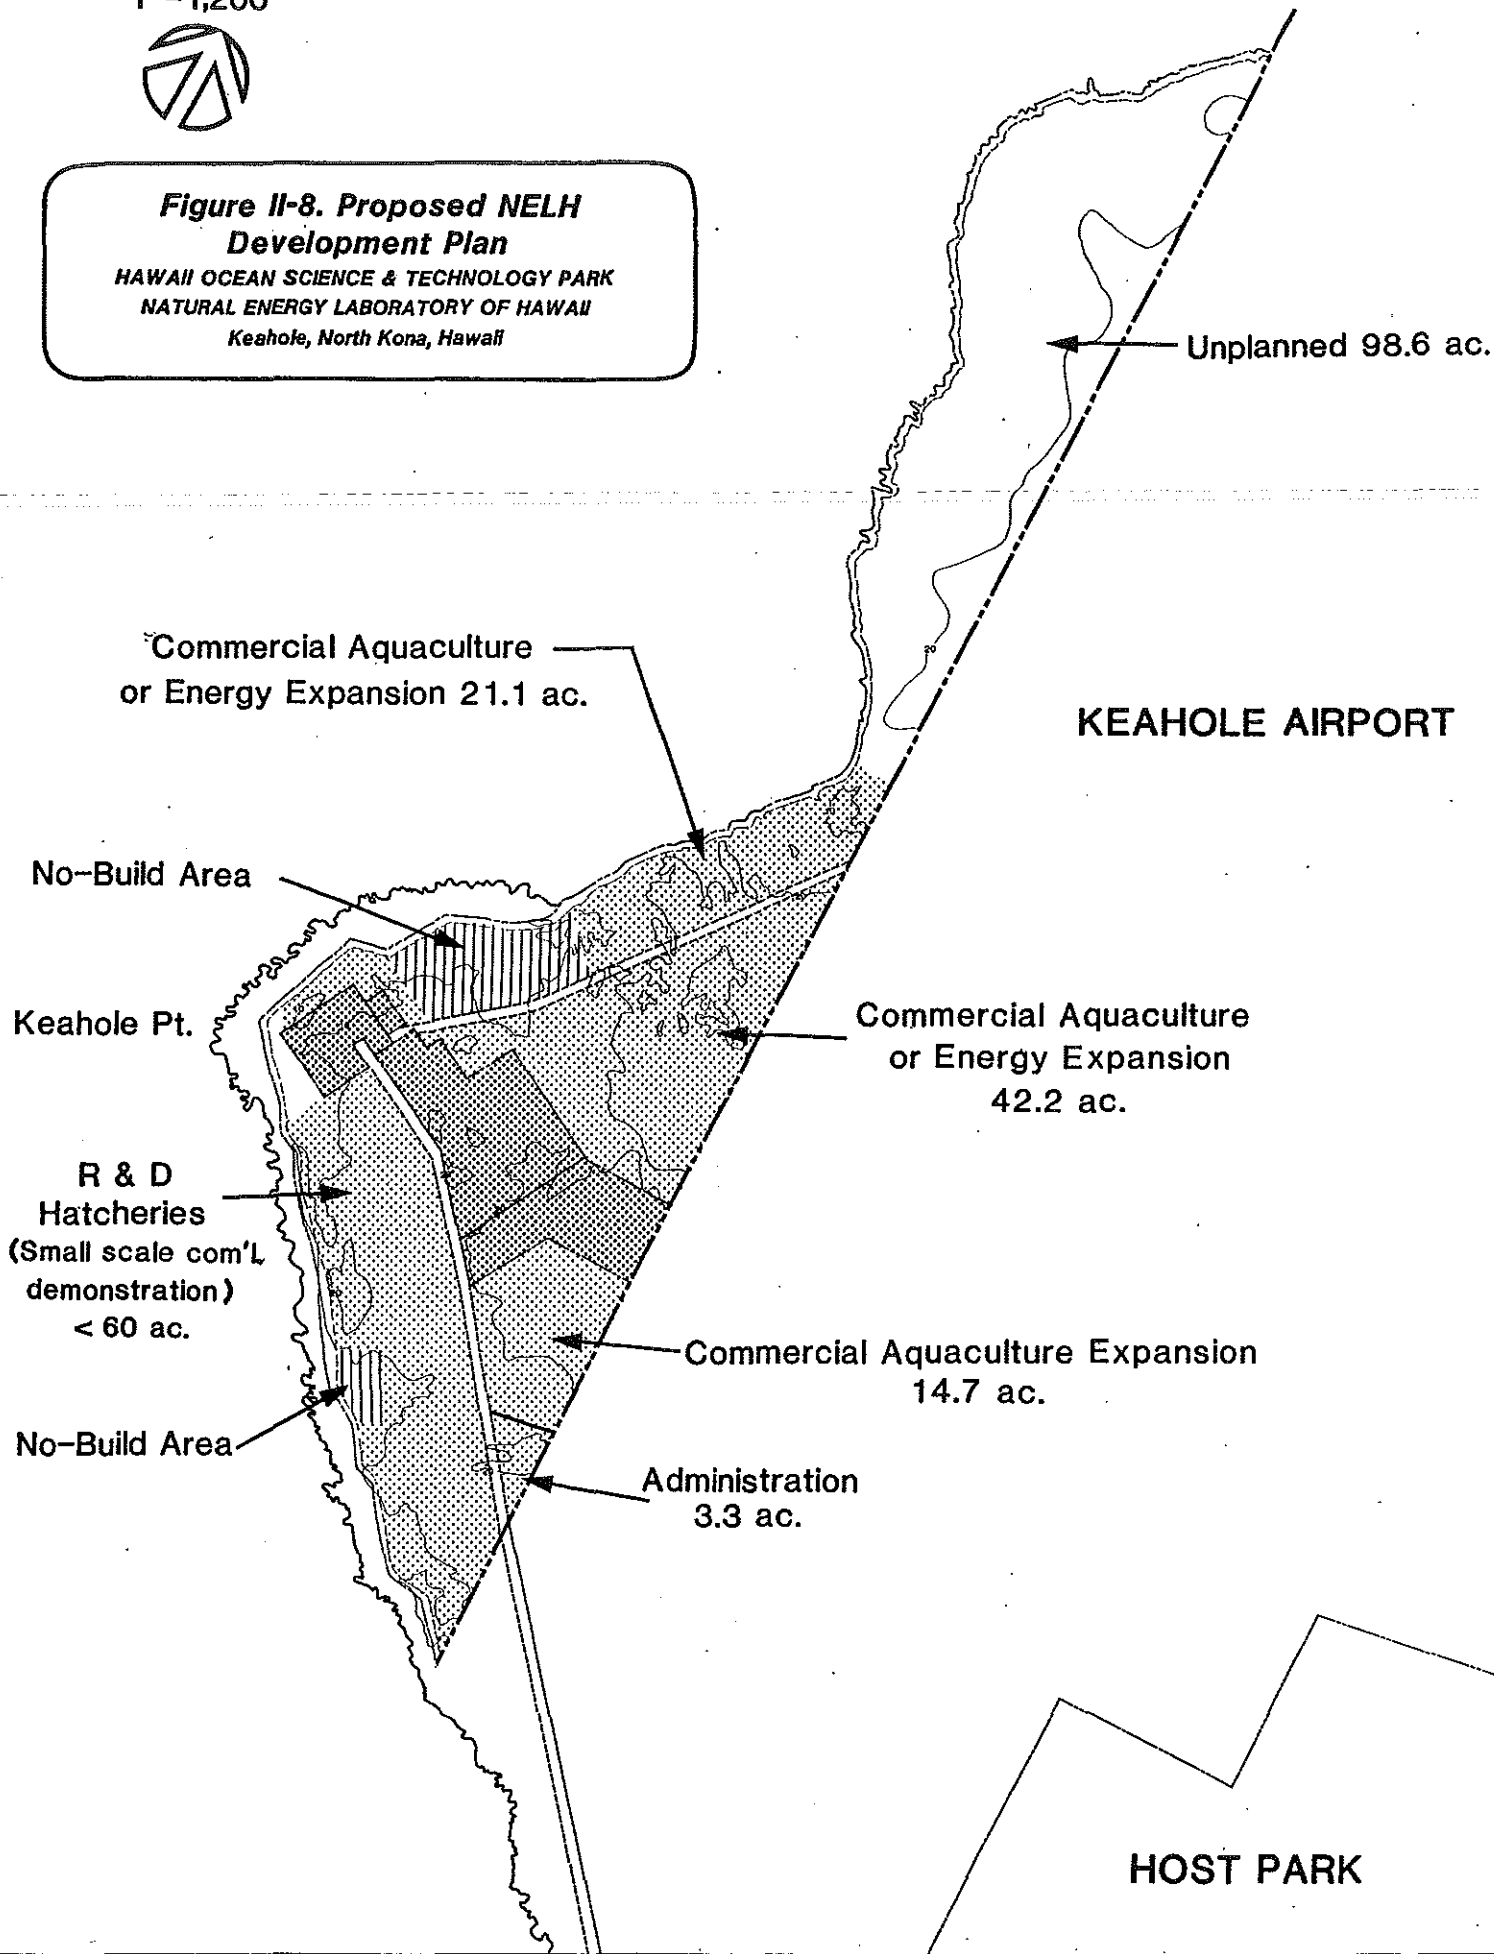 Figure II-8. Proposed NELH
Development Plan
HAWAII OCEAN SCIENCE & TECHNOLOGY PARK
NATURAL ENERGY LABORATORY OF HAWAII
Keahole, North Kona, Hawaii
Unplanned 98.6 ac.
Commercial Aquaculture
or Energy Expansion 21.1 ac.
20
KEAHOLE AIRPORT
No-Build Area
Keahole Pt.
Commercial Aquaculture
or Energy Expansion
42.2 ac.
R & D
Hatcheries
(Small scale com'l.
demonstration)
< 60 ac.
Commercial Aquaculture Expansion
14.7 ac.
No-Build Area
Administration
3.3 ac.
HOST PARK